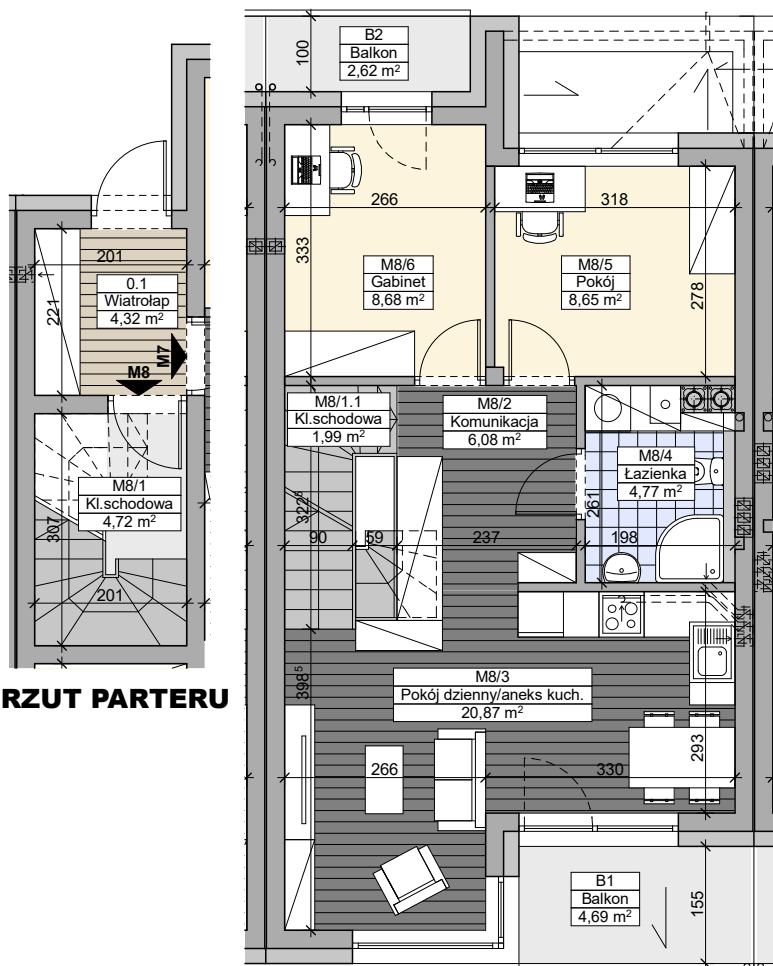 B2
Balkon
2,62 m²
100
266
318
333
M8/6
Gabinet
8,68 m²
M8/5
Pokój
8,65 m²
278
201
0.1
Wiatrołap
4,32 m²
221
M7
M8
M8/1.1
Kl.schodowa
1,99 m²
M8/2
Komunikacja
6,08 m²
M8/4
Łazienka
4,77 m²
M8/1
Kl.schodowa
4,72 m²
307
322⁵
261
90
59
237
198
201
RZUT PARTERU
398⁵
M8/3
Pokój dzienny/aneks kuch.
20,87 m²
293
266
330
B1
Balkon
4,69 m²
155